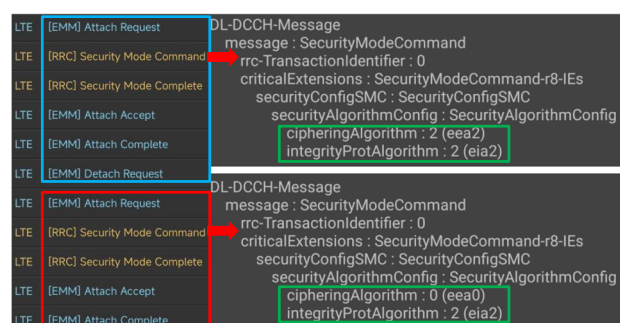 LTE [EMM] Attach Request
LTE [RRC] Security Mode Command
LTE [RRC] Security Mode Complete
LTE [EMM] Attach Accept
LTE [EMM] Attach Complete
LTE [EMM] Detach Request
LTE [EMM] Attach Request
LTE [RRC] Security Mode Command
LTE [RRC] Security Mode Complete
LTE [EMM] Attach Accept
LTE [EMM] Attach Complete
DL-DCCH-Message
message : SecurityModeCommand
rrc-TransactionIdentifier : 0
criticalExtensions : SecurityModeCommand-r8-IEs
securityConfigSMC : SecurityConfigSMC
securityAlgorithmConfig : SecurityAlgorithmConfig
cipheringAlgorithm : 2 (eea2)
integrityProtAlgorithm : 2 (eia2)
DL-DCCH-Message
message : SecurityModeCommand
rrc-TransactionIdentifier : 0
criticalExtensions : SecurityModeCommand-r8-IEs
securityConfigSMC : SecurityConfigSMC
securityAlgorithmConfig : SecurityAlgorithmConfig
cipheringAlgorithm : 0 (eea0)
integrityProtAlgorithm : 2 (eia2)